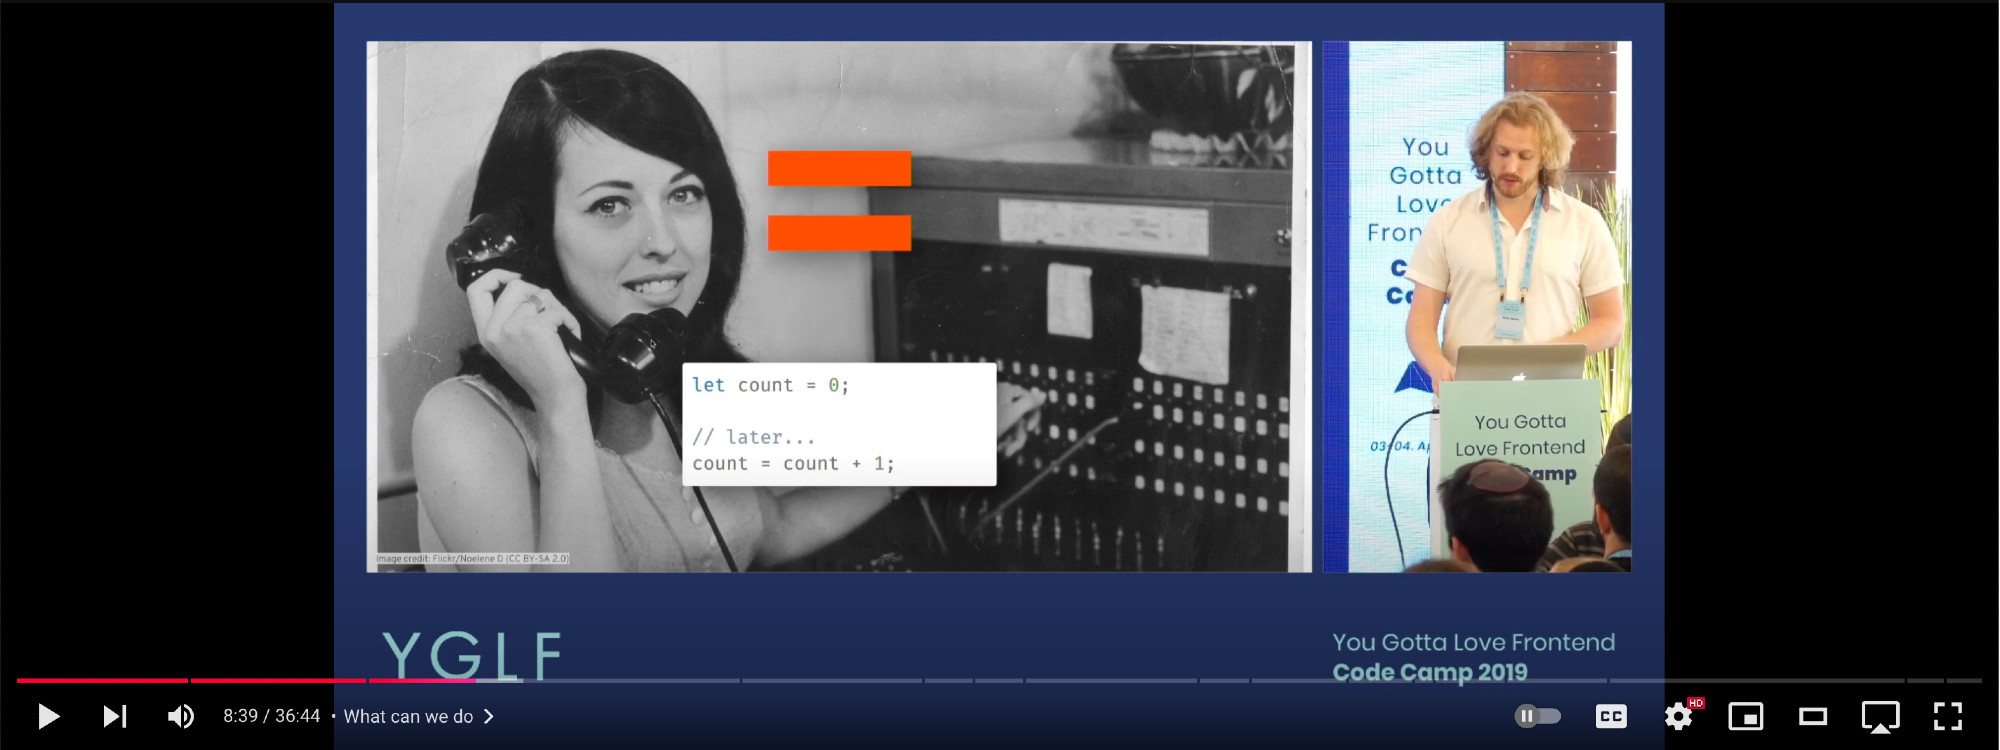 let count = 0;
// later...
count = count + 1;
Image credit: Flickr/Noelene D (CC BY-SA 2.0)
You
Gotta
Love
Fron
C
Co
03-04. A
You Gotta
Love Frontend
amp
YGLF
You Gotta Love Frontend
Code Camp 2019
8:39 / 36:44 • What can we do
CC
HD